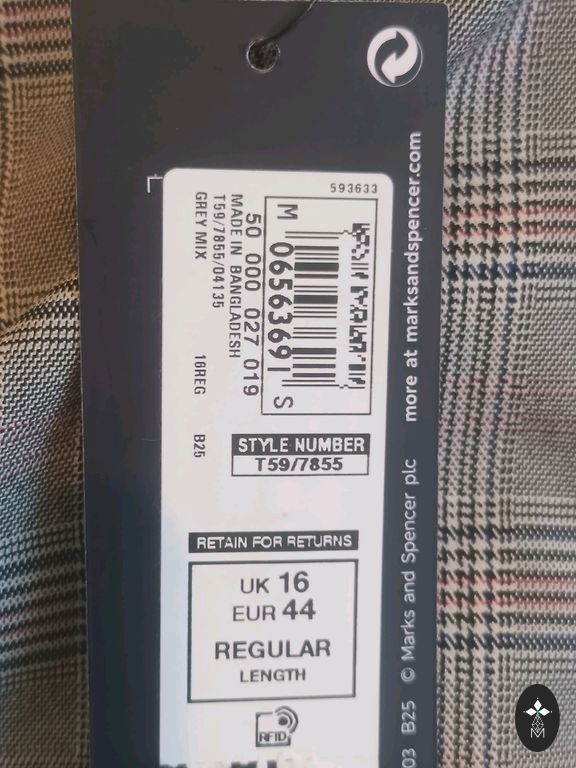 593633
M 06563691 S
50 000 027 019
MADE IN BANGLADESH
T59/7855/04135
GREY MIX
16REG
B25
STYLE NUMBER
T59/7855
RETAIN FOR RETURNS
UK 16
EUR 44
REGULAR
LENGTH
RFID
03 B25 © Marks and Spencer plc more at marksandspencer.com
M